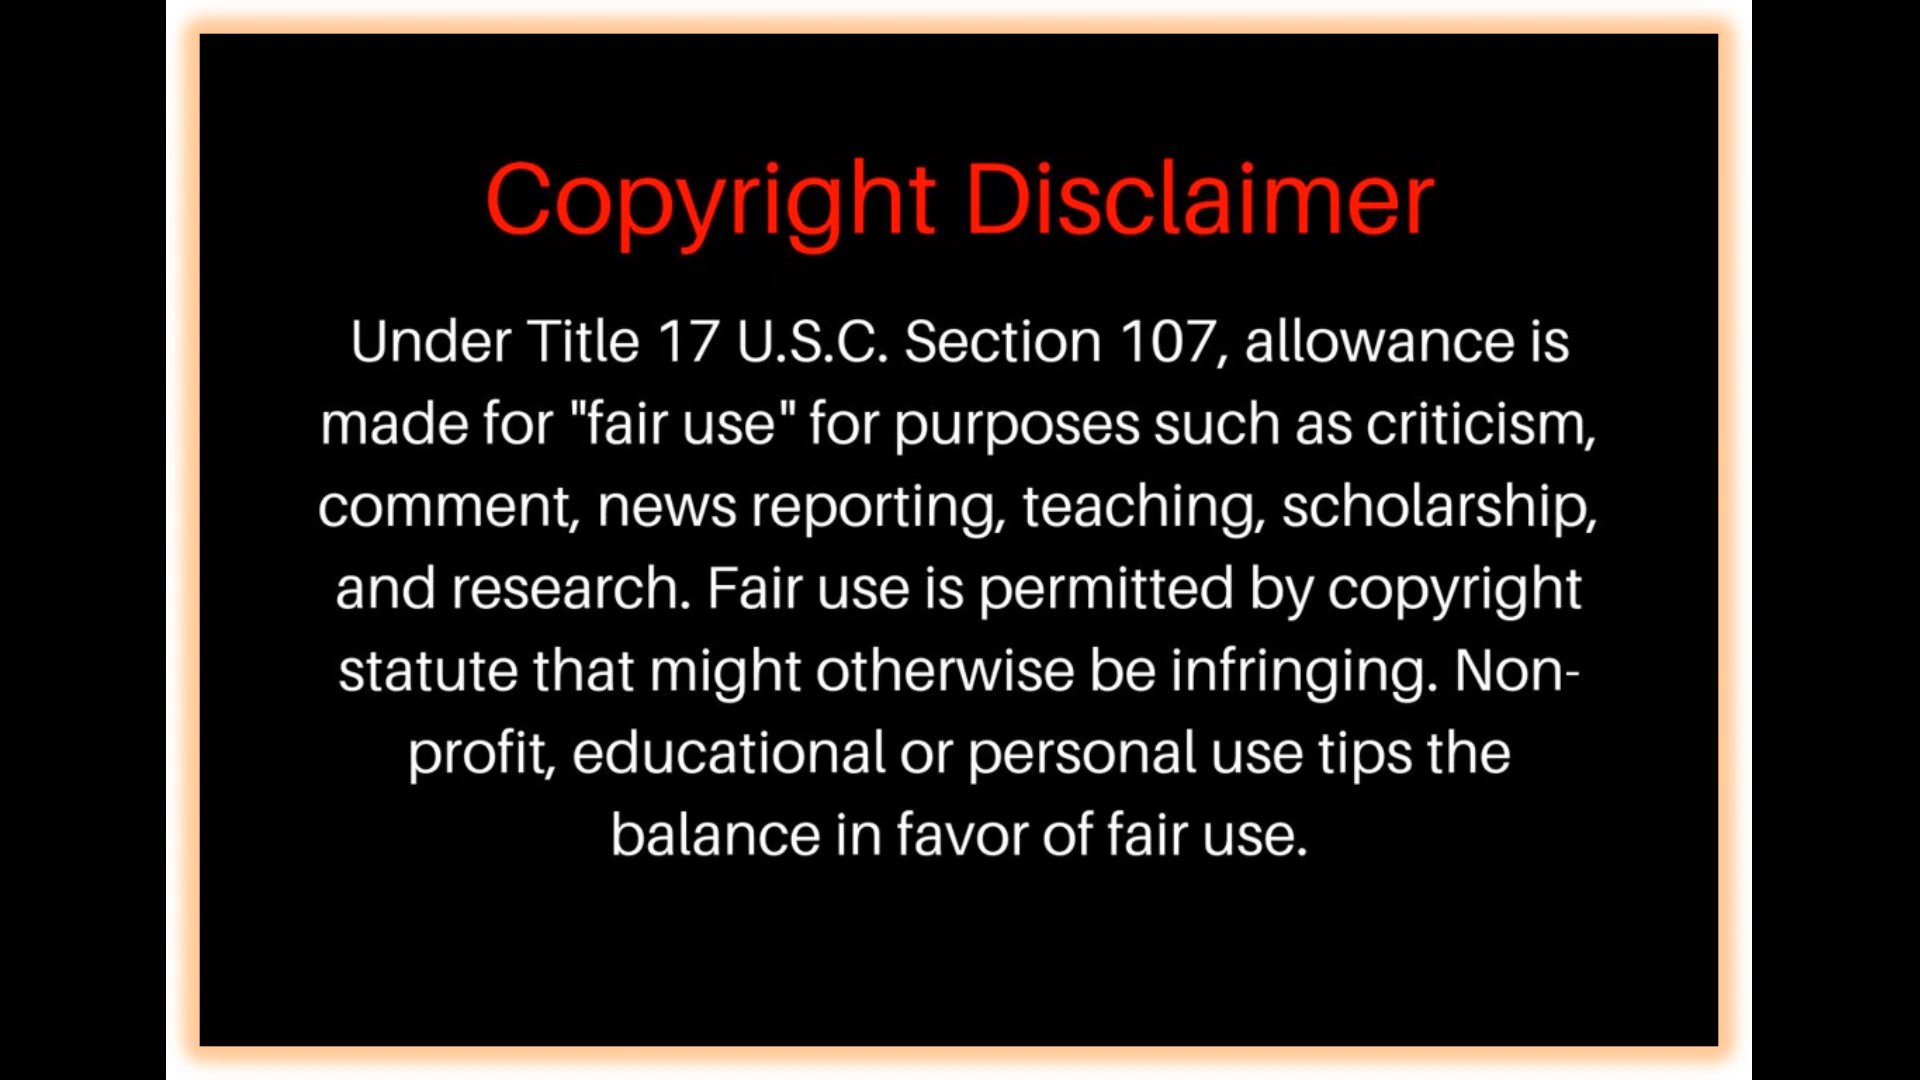 Copyright Disclaimer
Under Title 17 U.S.C. Section 107, allowance is
made for "fair use" for purposes such as criticism,
comment, news reporting, teaching, scholarship,
and research. Fair use is permitted by copyright
statute that might otherwise be infringing. Non-
profit, educational or personal use tips the
balance in favor of fair use.